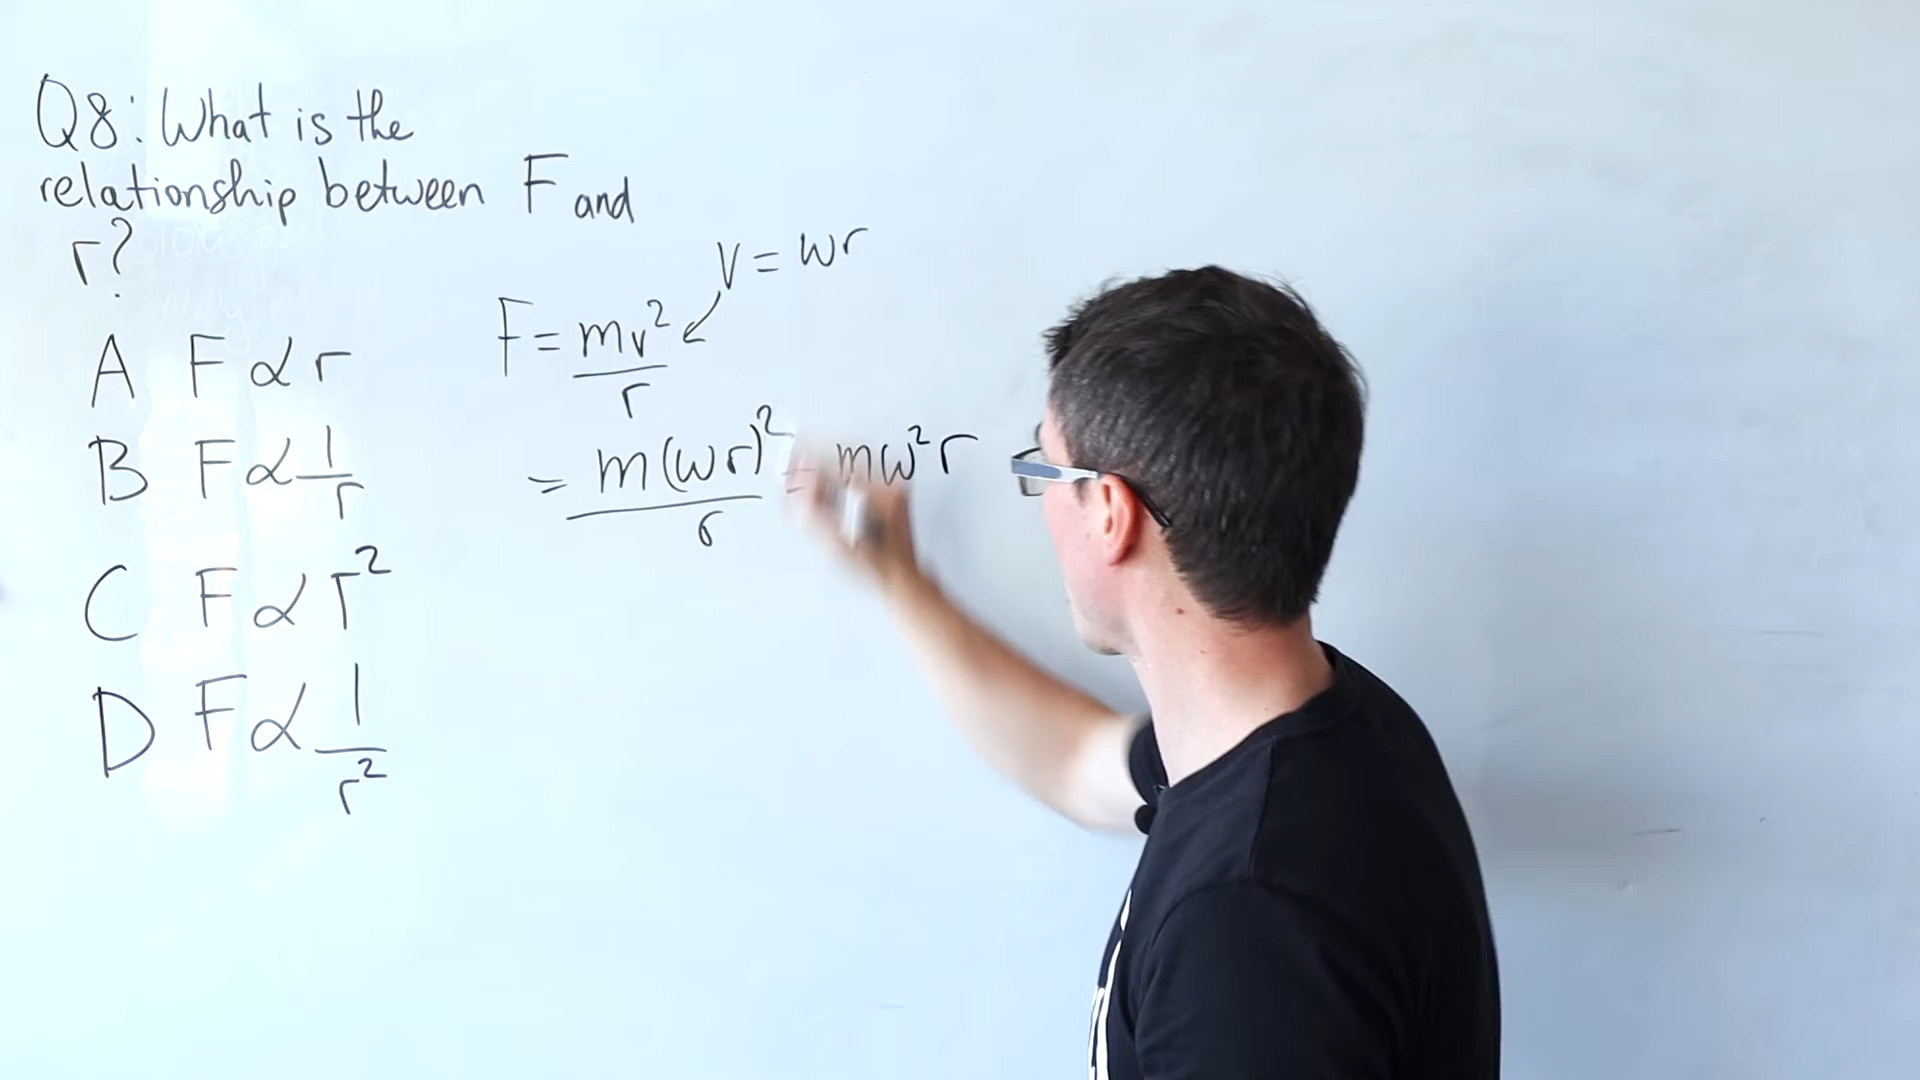 Q8: What is the
relationship between F and
r?
V = ωr
F = mv²/r
= m(ωr)²/r = mω²r
A F ∝ r
B F ∝ 1/r
C F ∝ r²
D F ∝ 1/r²